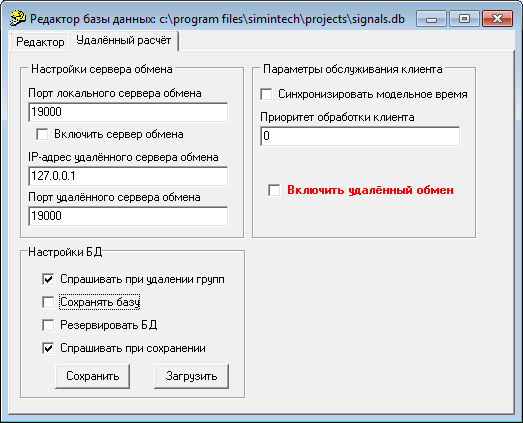 Редактор базы данных: c:\program files\simintech\projects\signals.db
Редактор
Удалённый расчёт
Настройки сервера обмена
Порт локального сервера обмена
19000
Включить сервер обмена
IP-адрес удалённого сервера обмена
127.0.0.1
Порт удалённого сервера обмена
19000
Параметры обслуживания клиента
Синхронизировать модельное время
Приоритет обработки клиента
0
Включить удалённый обмен
Настройки БД
Спрашивать при удалении групп
Сохранять базу
Резервировать БД
Спрашивать при сохранении
Сохранить
Загрузить